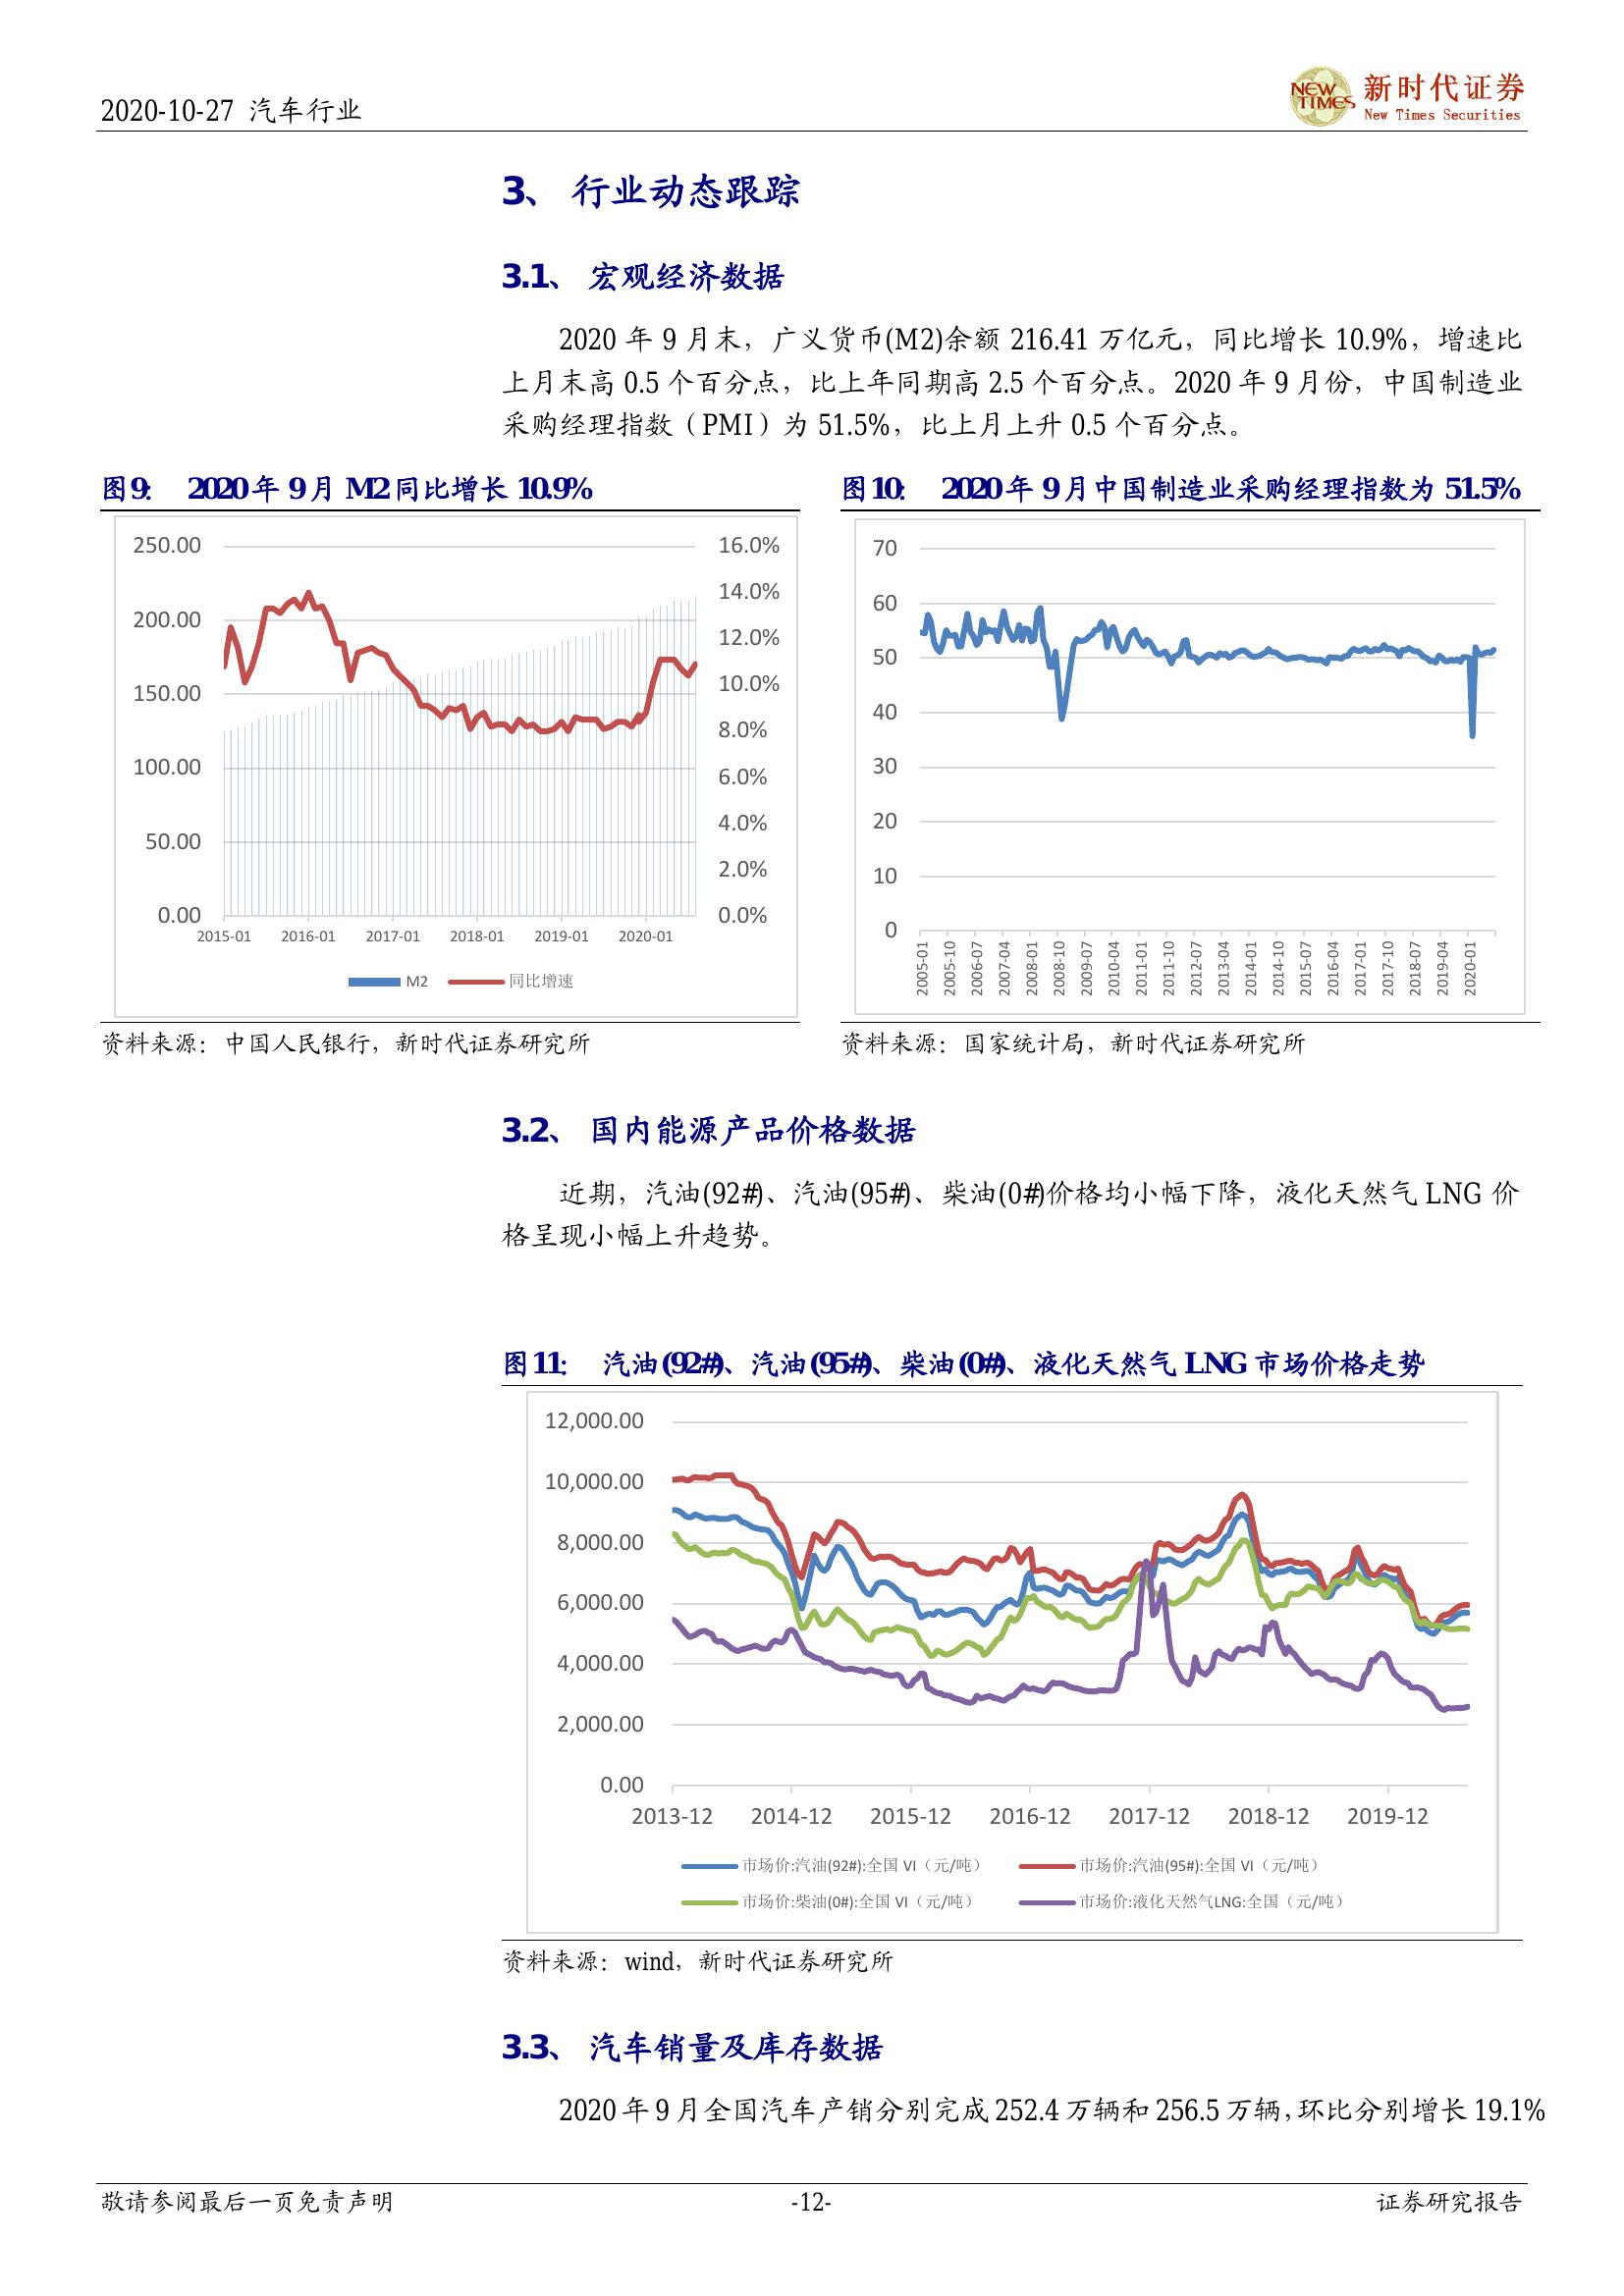 2020-10-27 汽车行业
NEW TIMES 新时代证券
New Times Securities
3、 行业动态跟踪
3.1、 宏观经济数据
2020 年 9 月末，广义货币(M2)余额 216.41 万亿元，同比增长 10.9%，增速比
上月末高 0.5 个百分点，比上年同期高 2.5 个百分点。2020 年 9 月份，中国制造业
采购经理指数（PMI）为 51.5%，比上月上升 0.5 个百分点。
图9： 2020年 9月 M2同比增长 10.9%
250.00
200.00
150.00
100.00
50.00
0.00
16.0%
14.0%
12.0%
10.0%
8.0%
6.0%
4.0%
2.0%
0.0%
2015-01 2016-01 2017-01 2018-01 2019-01 2020-01
M2 同比增速
资料来源：中国人民银行，新时代证券研究所
图10： 2020年 9月中国制造业采购经理指数为 51.5%
70
60
50
40
30
20
10
0
2005-01 2005-10 2006-07 2007-04 2008-01 2008-10 2009-07 2010-04 2011-01 2011-10 2012-07 2013-04 2014-01 2014-10 2015-07 2016-04 2017-01 2017-10 2018-07 2019-04 2020-01
资料来源：国家统计局，新时代证券研究所
3.2、 国内能源产品价格数据
近期，汽油(92#)、汽油(95#)、柴油(0#)价格均小幅下降，液化天然气 LNG 价
格呈现小幅上升趋势。
图11： 汽油(92#)、汽油(95#)、柴油(0#)、液化天然气 LNG 市场价格走势
12,000.00
10,000.00
8,000.00
6,000.00
4,000.00
2,000.00
0.00
2013-12 2014-12 2015-12 2016-12 2017-12 2018-12 2019-12
市场价:汽油(92#):全国 VI（元/吨） 市场价:汽油(95#):全国 VI（元/吨）
市场价:柴油(0#):全国 VI（元/吨） 市场价:液化天然气LNG:全国（元/吨）
资料来源：wind，新时代证券研究所
3.3、 汽车销量及库存数据
2020 年 9 月全国汽车产销分别完成 252.4 万辆和 256.5 万辆，环比分别增长 19.1%
敬请参阅最后一页免责声明 -12- 证券研究报告